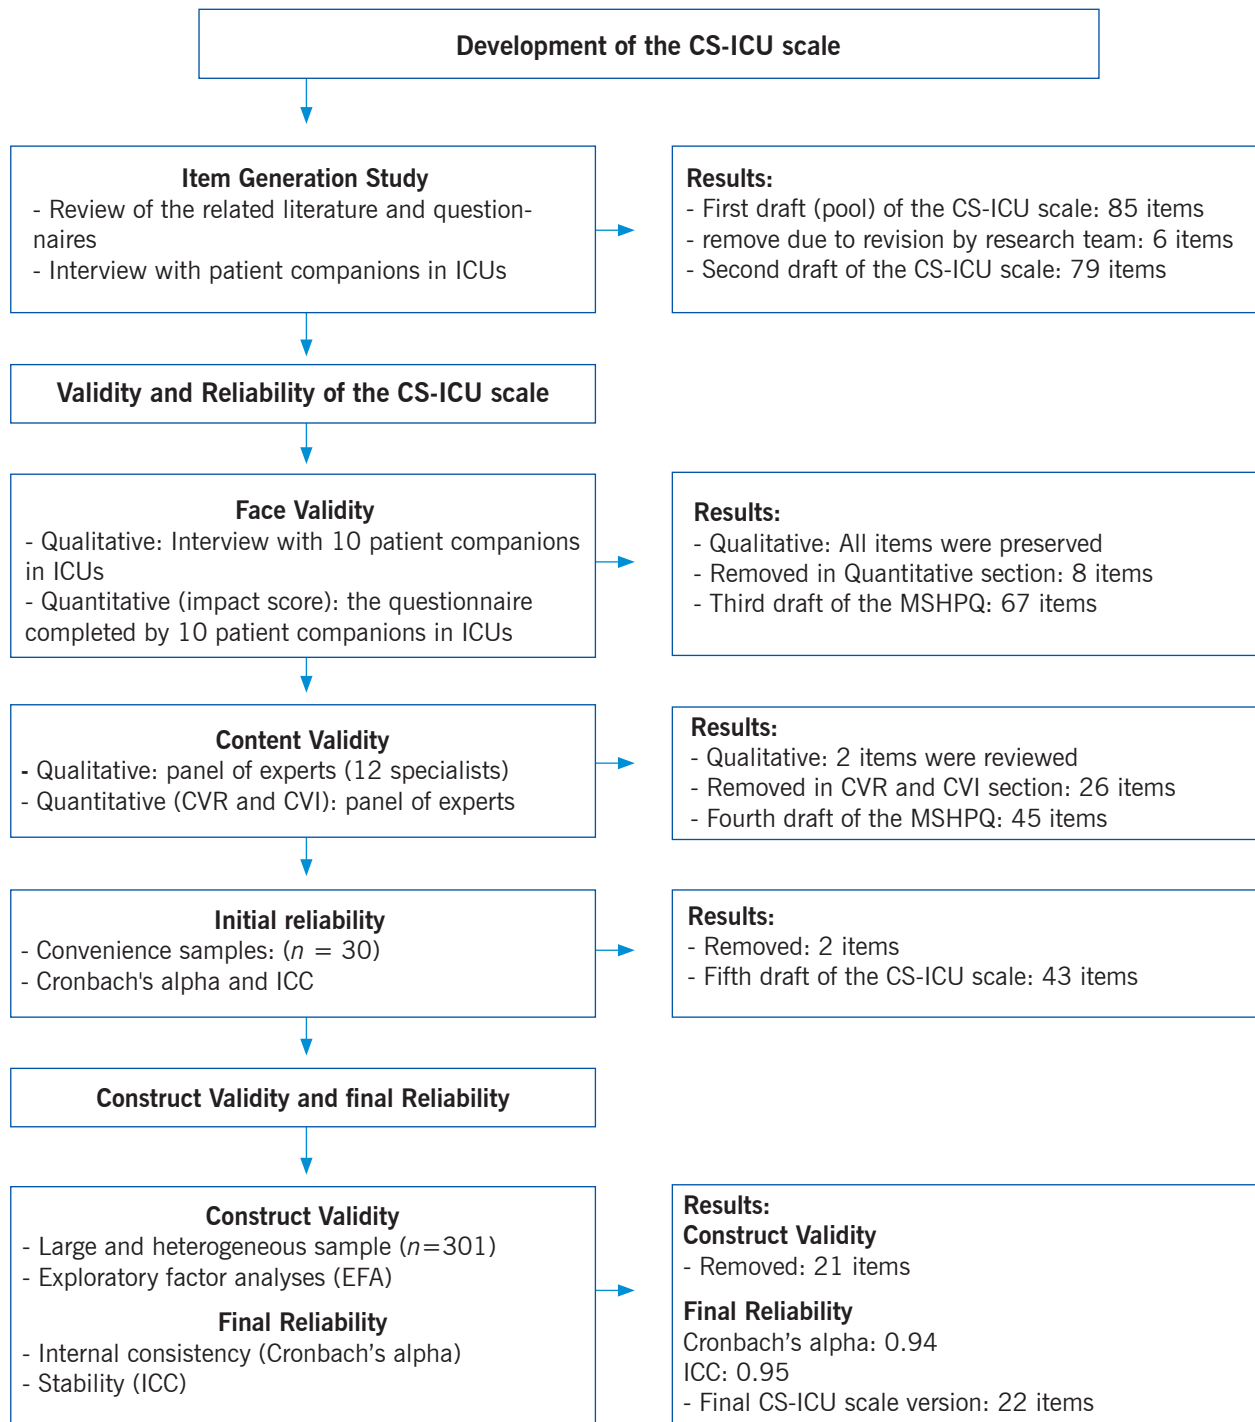 Development of the CS-ICU scale
Item Generation Study
- Review of the related literature and question-
naires
- Interview with patient companions in ICUs
Results:
- First draft (pool) of the CS-ICU scale: 85 items
- remove due to revision by research team: 6 items
- Second draft of the CS-ICU scale: 79 items
Validity and Reliability of the CS-ICU scale
Face Validity
- Qualitative: Interview with 10 patient companions
in ICUs
- Quantitative (impact score): the questionnaire
completed by 10 patient companions in ICUs
Results:
- Qualitative: All items were preserved
- Removed in Quantitative section: 8 items
- Third draft of the MSHPQ: 67 items
Content Validity
- Qualitative: panel of experts (12 specialists)
- Quantitative (CVR and CVI): panel of experts
Results:
- Qualitative: 2 items were reviewed
- Removed in CVR and CVI section: 26 items
- Fourth draft of the MSHPQ: 45 items
Initial reliability
- Convenience samples: (n = 30)
- Cronbach's alpha and ICC
Results:
- Removed: 2 items
- Fifth draft of the CS-ICU scale: 43 items
Construct Validity and final Reliability
Construct Validity
- Large and heterogeneous sample (n=301)
- Exploratory factor analyses (EFA)
Final Reliability
- Internal consistency (Cronbach’s alpha)
- Stability (ICC)
Results:
Construct Validity
- Removed: 21 items
Final Reliability
Cronbach’s alpha: 0.94
ICC: 0.95
- Final CS-ICU scale version: 22 items